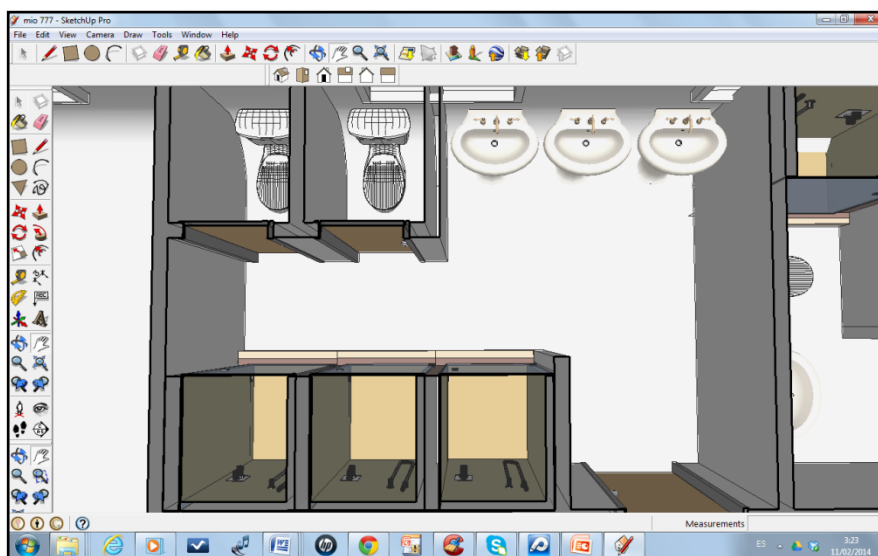 mio 777 - SketchUp Pro
File Edit View Camera Draw Tools Window Help
Measurements
ES
3:23
11/02/2014